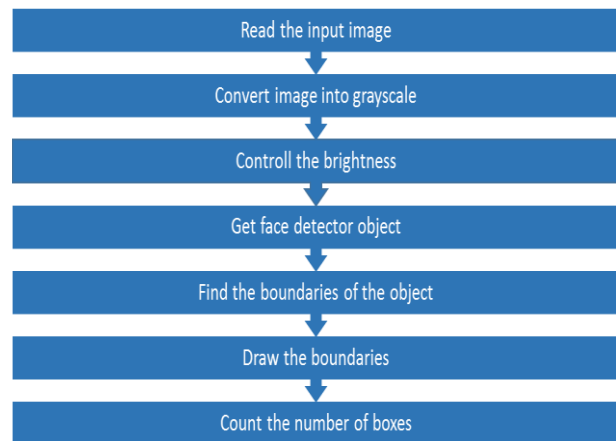 Read the input image
Convert image into grayscale
Controll the brightness
Get face detector object
Find the boundaries of the object
Draw the boundaries
Count the number of boxes